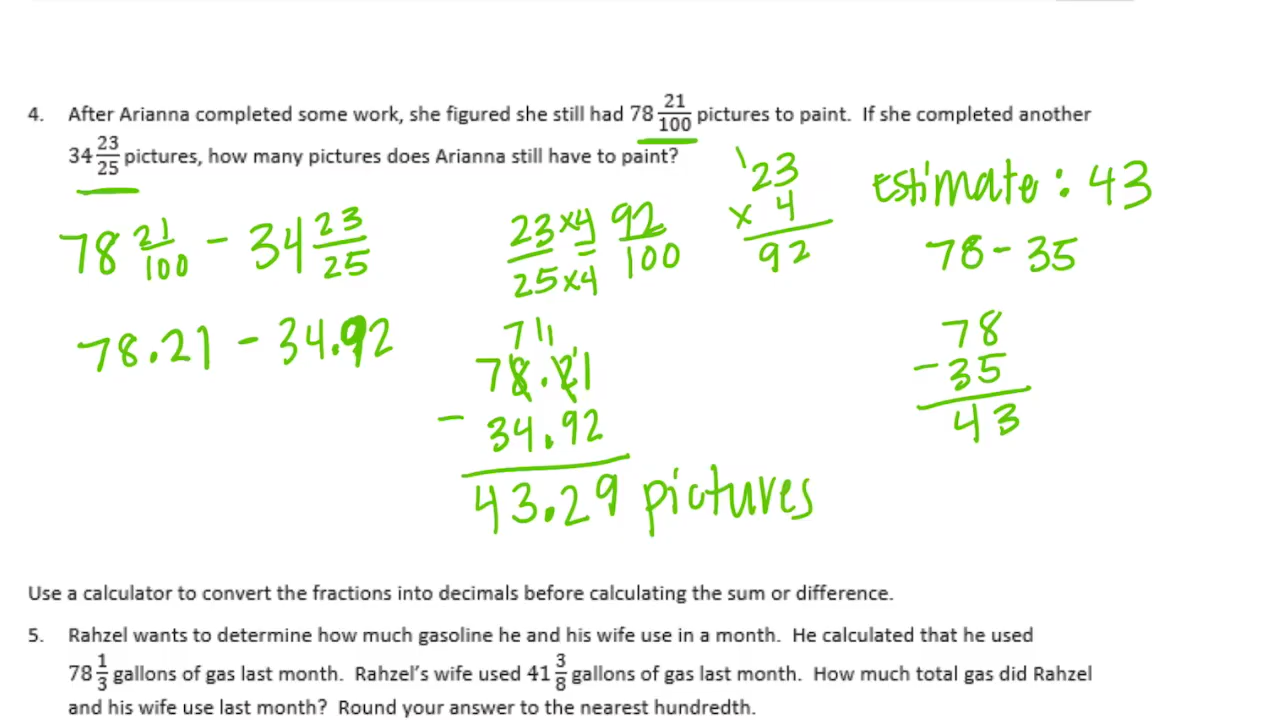 4. After Arianna completed some work, she figured she still had 78 21/100 pictures to paint. If she completed another
34 23/25 pictures, how many pictures does Arianna still have to paint?
78 21/100 - 34 23/25
78.21 - 34.92
23 ×4
25 ×4
92
100
1
23
× 4
92
7 11 1
78.21
- 34.92
43.29 pictures
estimate: 43
78 - 35
78
- 35
43
Use a calculator to convert the fractions into decimals before calculating the sum or difference.
5. Rahzel wants to determine how much gasoline he and his wife use in a month. He calculated that he used
78 1/3 gallons of gas last month. Rahzel's wife used 41 3/8 gallons of gas last month. How much total gas did Rahzel
and his wife use last month? Round your answer to the nearest hundredth.